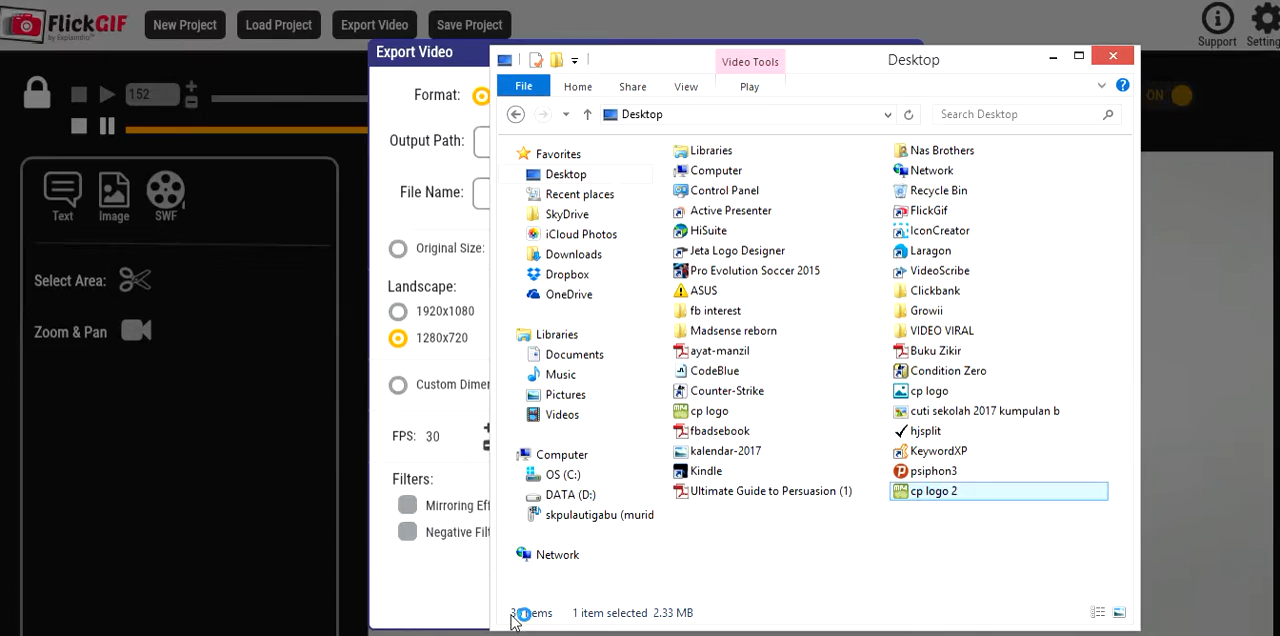 FlickGIF
by Explaindio™
New Project
Load Project
Export Video
Save Project
Support
Setting
152
ON
Text
Image
SWF
Select Area:
Zoom & Pan
Export Video
Format:
Output Path:
File Name:
Original Size:
Landscape:
1920x1080
1280x720
Custom Dimen
FPS: 30
Filters:
Mirroring Eff
Negative Filt
Video Tools
Desktop
File
Home
Share
View
Play
Desktop
Search Desktop
Favorites
Desktop
Recent places
SkyDrive
iCloud Photos
Downloads
Dropbox
OneDrive
Libraries
Documents
Music
Pictures
Videos
Computer
OS (C:)
DATA (D:)
skpulautigabu (murid
Network
Libraries
Computer
Control Panel
Active Presenter
HiSuite
Jeta Logo Designer
Pro Evolution Soccer 2015
ASUS
fb interest
Madsense reborn
ayat-manzil
CodeBlue
Counter-Strike
cp logo
fbadsebook
kalendar-2017
Kindle
Ultimate Guide to Persuasion (1)
Nas Brothers
Network
Recycle Bin
FlickGif
IconCreator
Laragon
VideoScribe
Clickbank
Growii
VIDEO VIRAL
Buku Zikir
Condition Zero
cp logo
cuti sekolah 2017 kumpulan b
hjsplit
KeywordXP
psiphon3
cp logo 2
items
1 item selected 2.33 MB